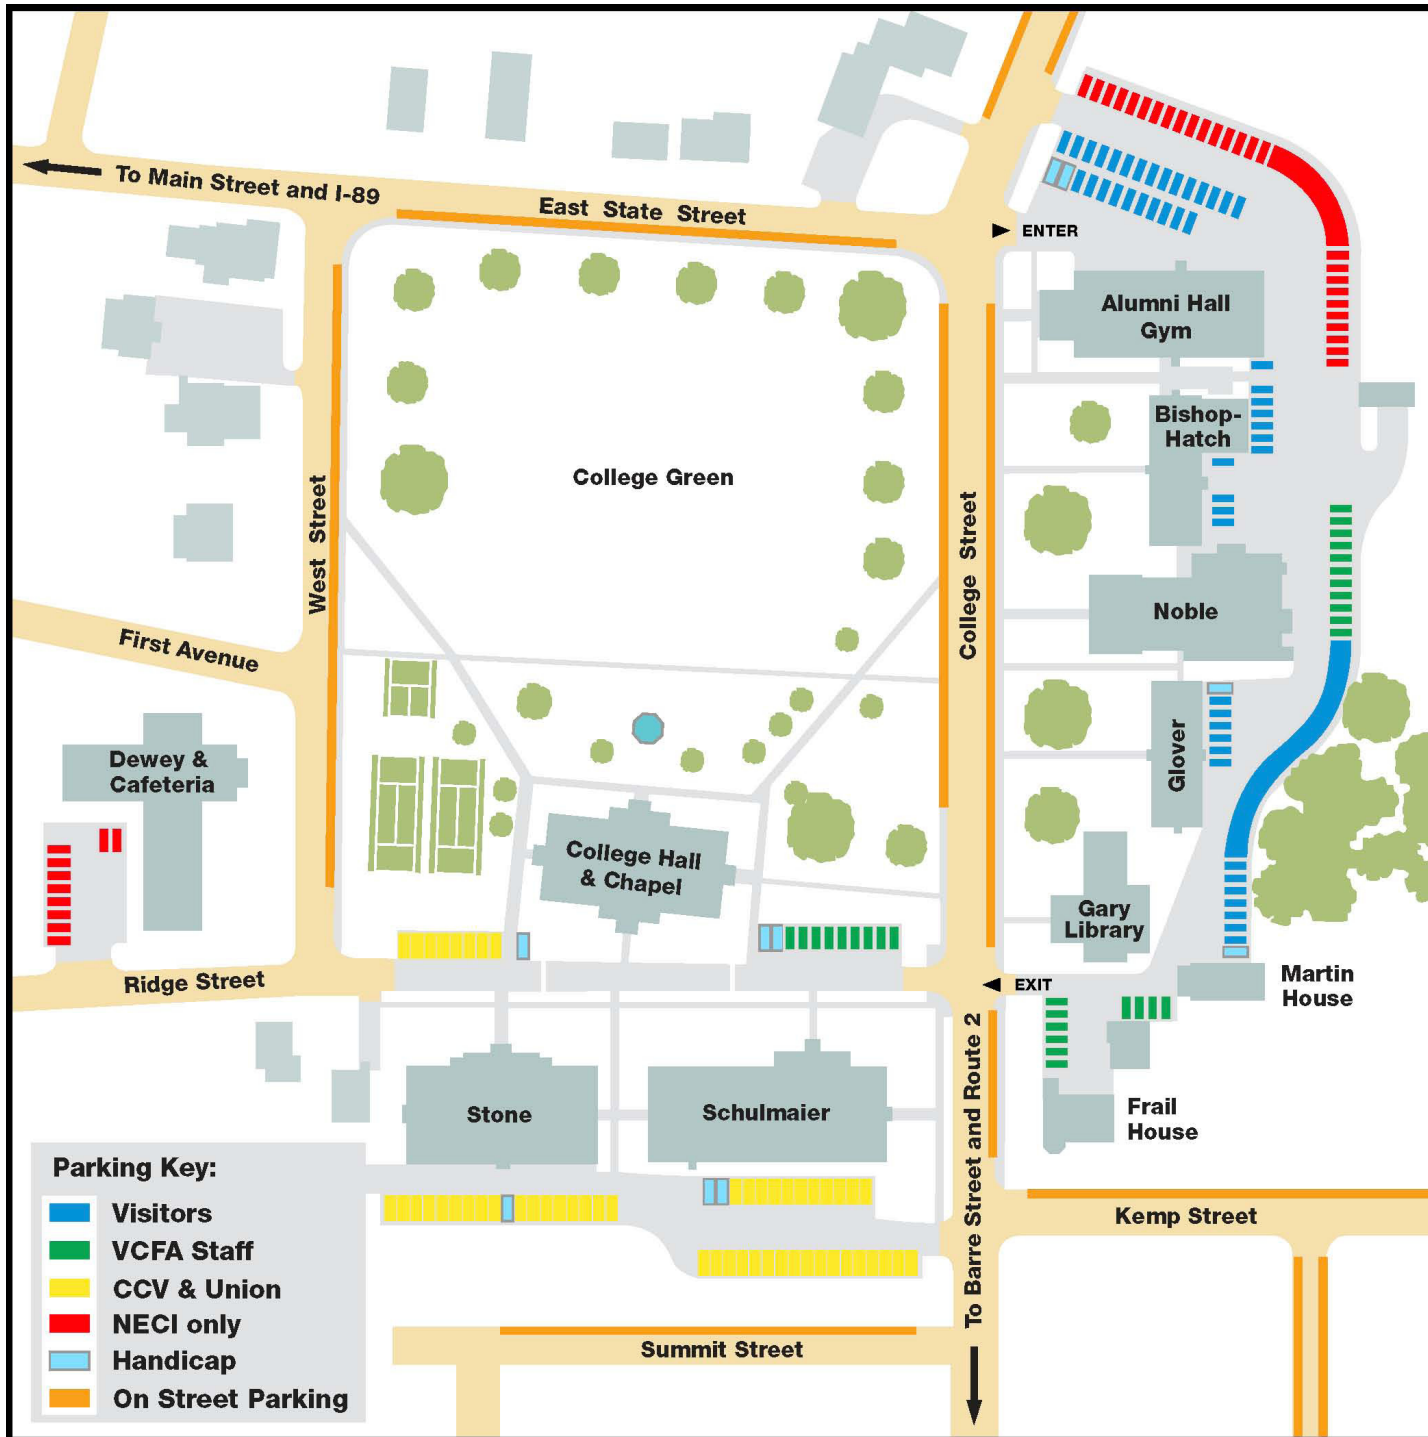 To Main Street and I-89
East State Street
ENTER
Alumni Hall
Gym
Bishop-
Hatch
College Green
West Street
College Street
Noble
First Avenue
Glover
Dewey &
Cafeteria
College Hall
& Chapel
Gary
Library
Ridge Street
EXIT
Martin
House
To Barre Street and Route 2
Stone
Schulmaier
Frail
House
Parking Key:
Visitors
VCFA Staff
CCV & Union
NECI only
Handicap
On Street Parking
Kemp Street
Summit Street